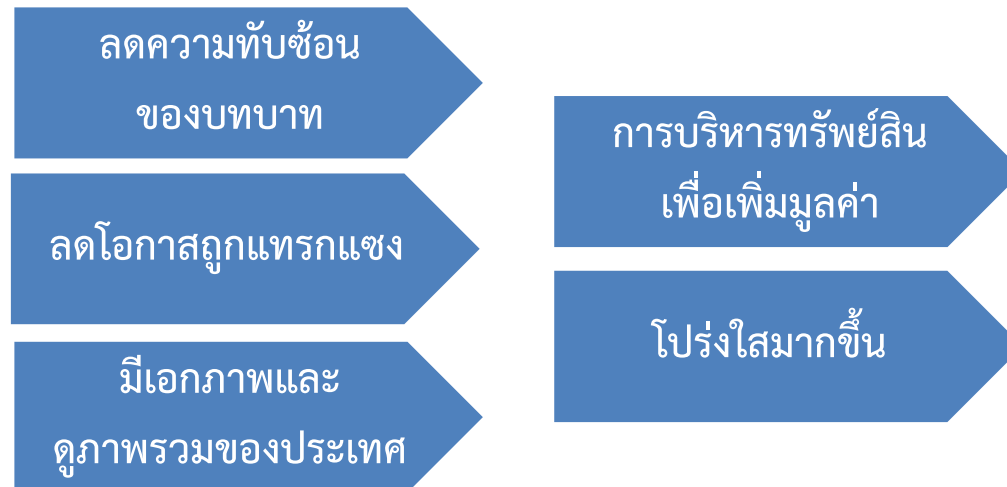 ลดความทับซ้อน
ของบทบาท
ลดโอกาสถูกแทรกแซง
มีเอกภาพและ
ดูภาพรวมของประเทศ
การบริหารทรัพย์สิน
เพื่อเพิ่มมูลค่า
โปร่งใสมากขึ้น